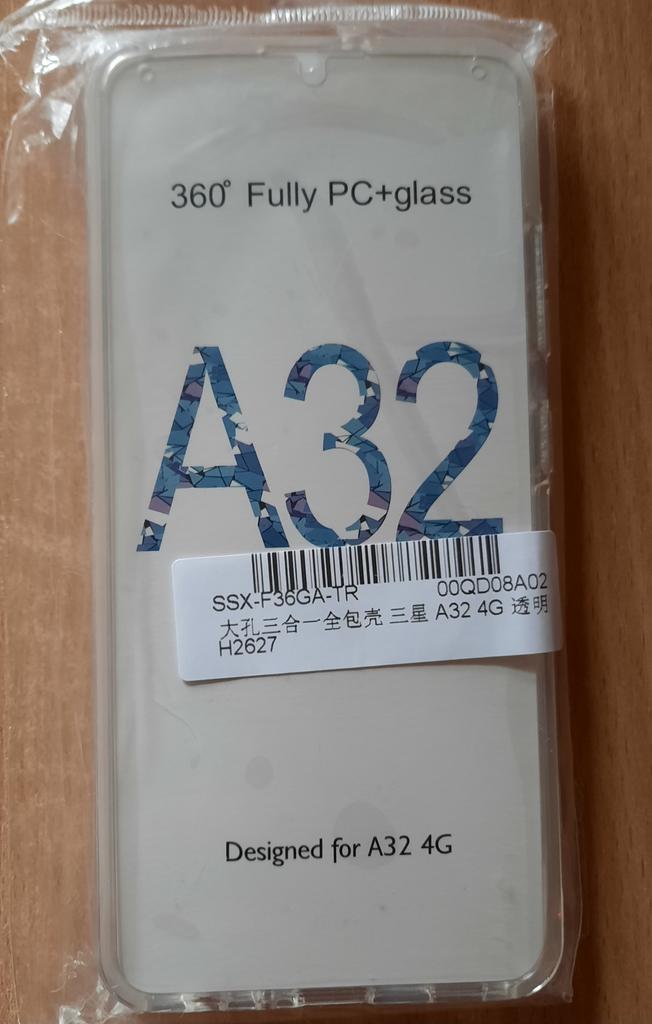 360° Fully PC+glass
A32
SSX-F36GA-TR 00QD08A02
大孔三合一全包壳 三星 A32 4G 透明
H2627
Designed for A32 4G